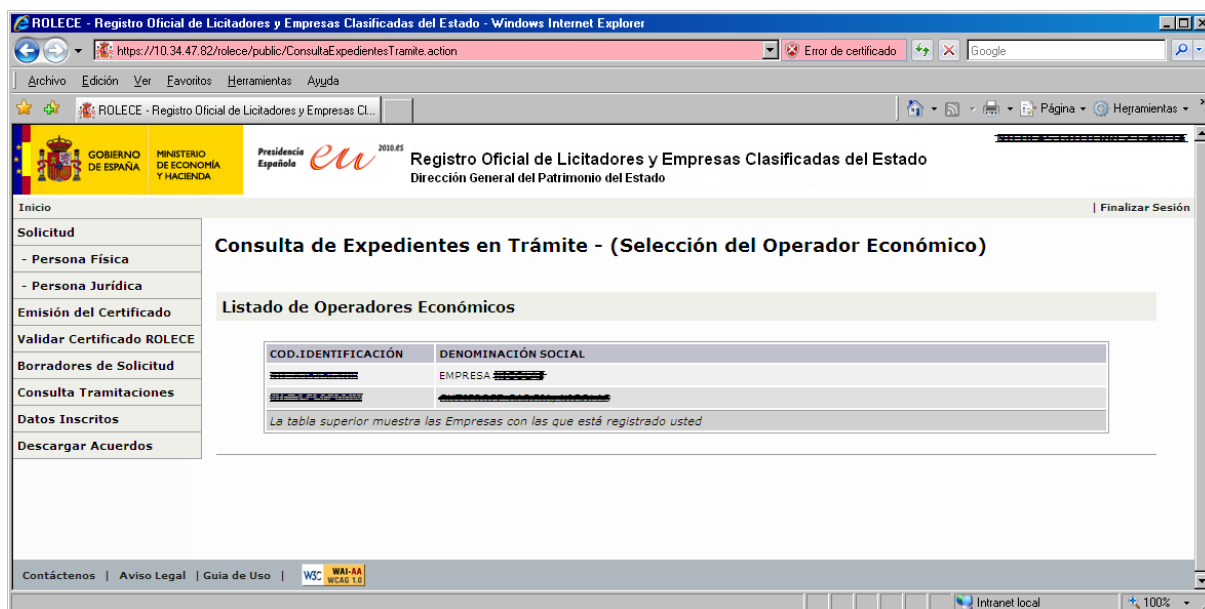 ROLECE - Registro Oficial de Licitadores y Empresas Clasificadas del Estado - Windows Internet Explorer
https://10.34.47.82/rolece/public/ConsultaExpedientesTramite.action
Error de certificado
Google
Archivo Edición Ver Favoritos Herramientas Ayuda
ROLECE - Registro Oficial de Licitadores y Empresas Cl...
Página
Herramientas
GOBIERNO DE ESPAÑA
MINISTERIO DE ECONOMÍA Y HACIENDA
Presidencia Española eu 2010.es
Registro Oficial de Licitadores y Empresas Clasificadas del Estado
Dirección General del Patrimonio del Estado
Inicio
| Finalizar Sesión
Solicitud
- Persona Física
- Persona Jurídica
Emisión del Certificado
Validar Certificado ROLECE
Borradores de Solicitud
Consulta Tramitaciones
Datos Inscritos
Descargar Acuerdos
Consulta de Expedientes en Trámite - (Selección del Operador Económico)
Listado de Operadores Económicos
COD.IDENTIFICACIÓN DENOMINACIÓN SOCIAL
EMPRESA
La tabla superior muestra las Empresas con las que está registrado usted
Contáctenos | Aviso Legal | Guia de Uso |
W3C WAI-AA WCAG 1.0
Intranet local
100%